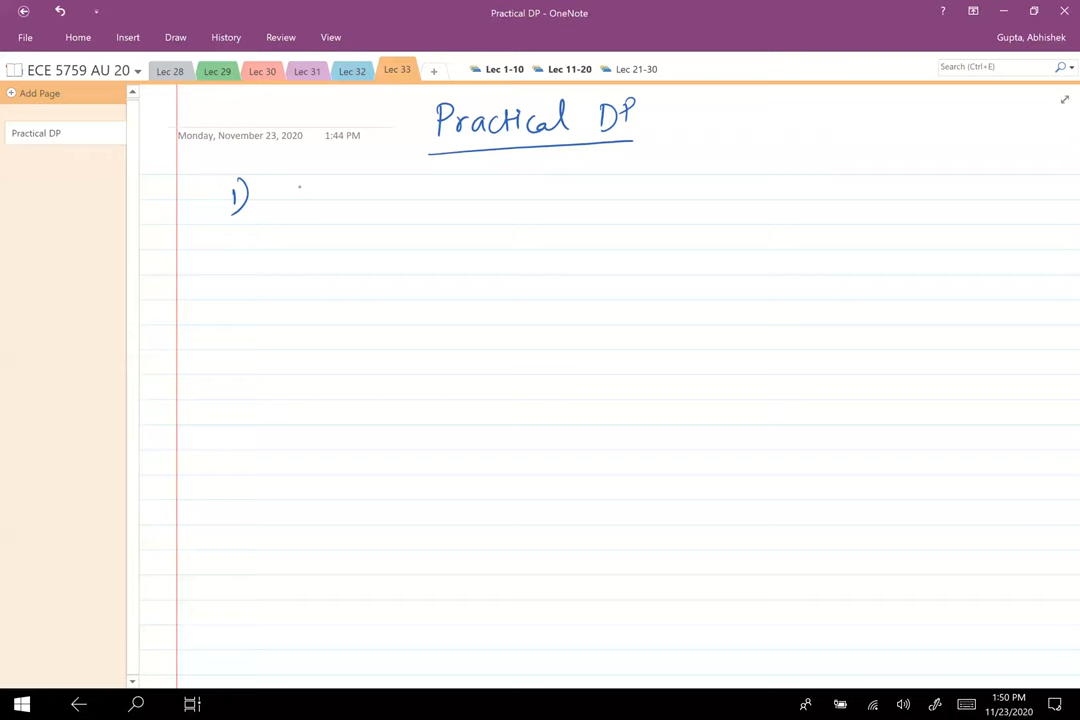 Practical DP - OneNote
?
File Home Insert Draw History Review View Gupta, Abhishek
ECE 5759 AU 20 Lec 28 Lec 29 Lec 30 Lec 31 Lec 32 Lec 33 + Lec 1-10 Lec 11-20 Lec 21-30 Search (Ctrl+E)
Add Page
Practical DP
Practical DP
Monday, November 23, 2020 1:44 PM
1)
1:50 PM
11/23/2020